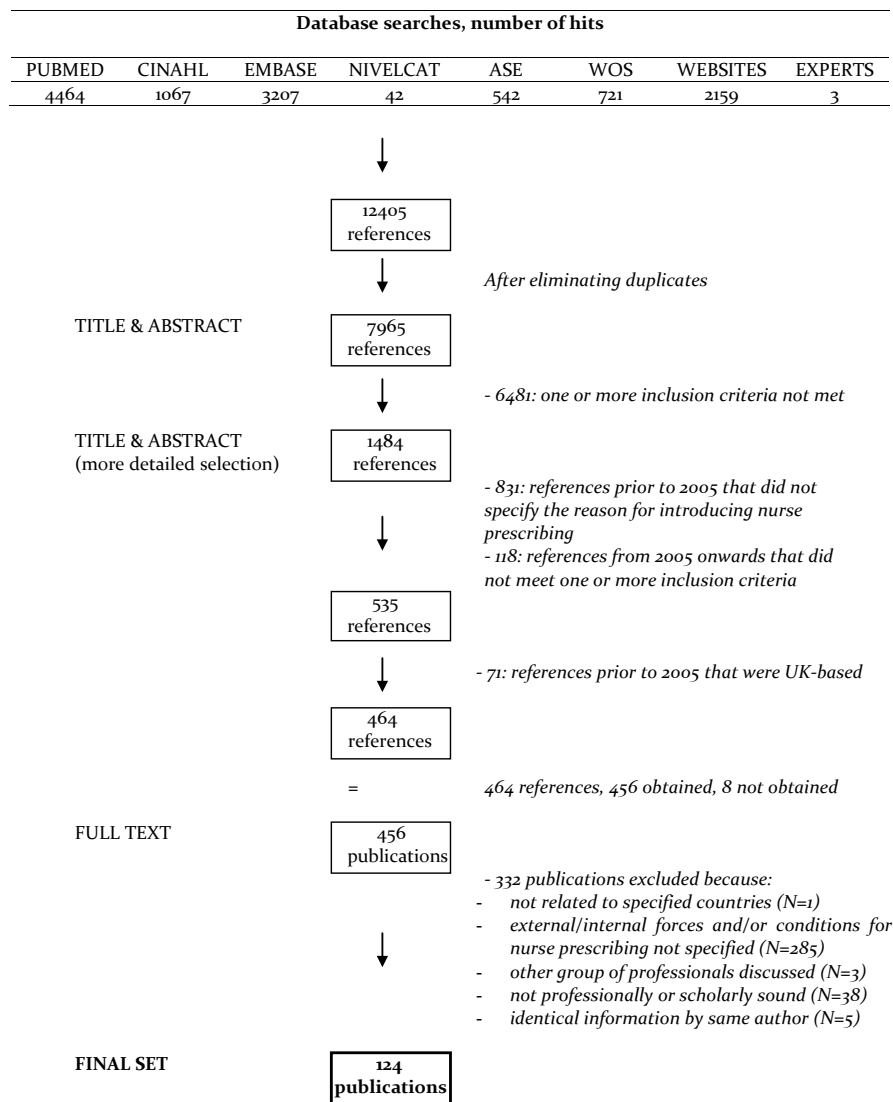 Database searches, number of hits
PUBMED CINAHL EMBASE NIVELCAT ASE WOS WEBSITES EXPERTS
4464 1067 3207 42 542 721 2159 3
12405
references
After eliminating duplicates
TITLE & ABSTRACT
7965
references
- 6481: one or more inclusion criteria not met
TITLE & ABSTRACT
(more detailed selection)
1484
references
- 831: references prior to 2005 that did not
specify the reason for introducing nurse
prescribing
- 118: references from 2005 onwards that did
not meet one or more inclusion criteria
535
references
- 71: references prior to 2005 that were UK-based
464
references
=
464 references, 456 obtained, 8 not obtained
FULL TEXT
456
publications
- 332 publications excluded because:
- not related to specified countries (N=1)
- external/internal forces and/or conditions for
nurse prescribing not specified (N=285)
- other group of professionals discussed (N=3)
- not professionally or scholarly sound (N=38)
- identical information by same author (N=5)
FINAL SET
124
publications